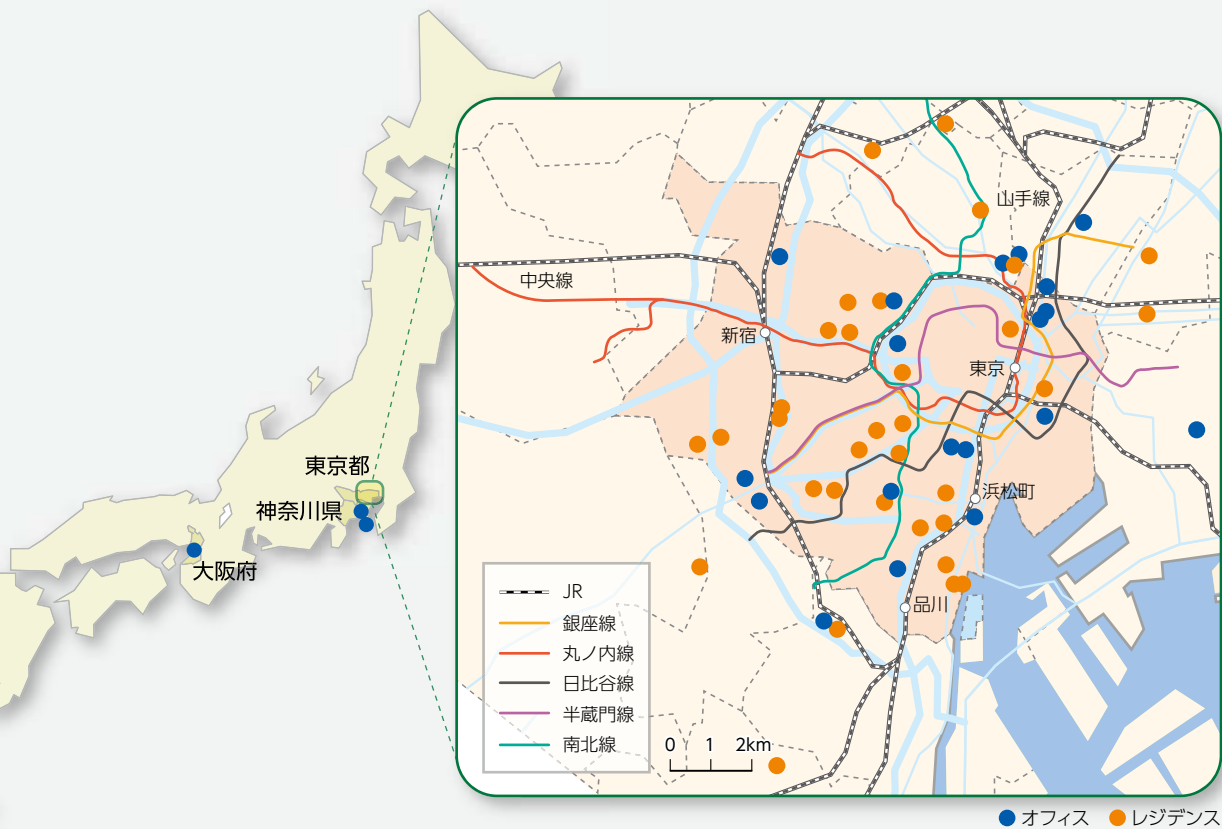 山手線
中央線
新宿
東京
東京都
浜松町
神奈川県
大阪府
品川
JR
銀座線
丸ノ内線
日比谷線
半蔵門線
南北線
0 1 2km
オフィス レジデンス